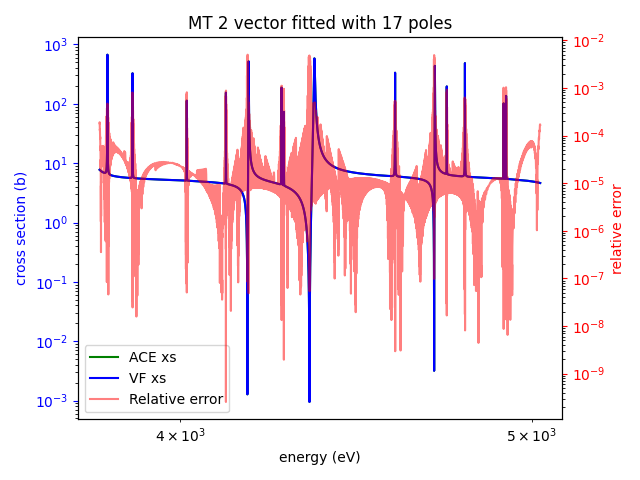 MT 2 vector fitted with 17 poles
cross section (b)
10³
10²
10¹
10⁰
10⁻¹
10⁻²
10⁻³
10⁻²
10⁻³
10⁻⁴
10⁻⁵
10⁻⁶
10⁻⁷
10⁻⁸
10⁻⁹
relative error
ACE xs
VF xs
Relative error
4 × 10³
5 × 10³
energy (eV)